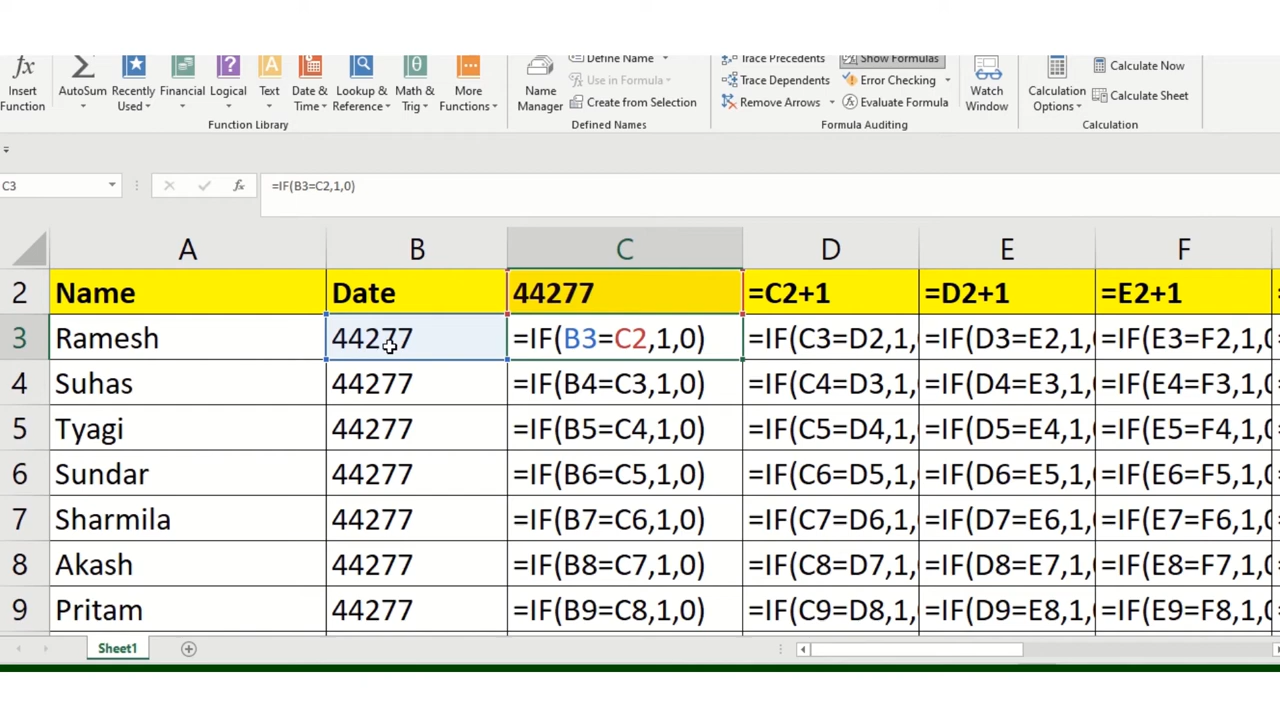 fx Σ ? A θ Define Name Trace Precedents Show Formulas Calculate Now
Insert Function AutoSum Recently Used Financial Logical Text Date & Time Lookup & Reference Math & Trig More Functions Name Manager Use in Formula Create from Selection Trace Dependents Remove Arrows Error Checking Evaluate Formula Watch Window Calculation Options Calculate Sheet
Function Library Defined Names Formula Auditing Calculation
C3 fx =IF(B3=C2,1,0)
A B C D E F
2 Name Date 44277 =C2+1 =D2+1 =E2+1
3 Ramesh 44277 =IF(B3=C2,1,0) =IF(C3=D2,1, =IF(D3=E2,1, =IF(E3=F2,1,
4 Suhas 44277 =IF(B4=C3,1,0) =IF(C4=D3,1, =IF(D4=E3,1, =IF(E4=F3,1,
5 Tyagi 44277 =IF(B5=C4,1,0) =IF(C5=D4,1, =IF(D5=E4,1, =IF(E5=F4,1,
6 Sundar 44277 =IF(B6=C5,1,0) =IF(C6=D5,1, =IF(D6=E5,1, =IF(E6=F5,1,
7 Sharmila 44277 =IF(B7=C6,1,0) =IF(C7=D6,1, =IF(D7=E6,1, =IF(E7=F6,1,
8 Akash 44277 =IF(B8=C7,1,0) =IF(C8=D7,1, =IF(D8=E7,1, =IF(E8=F7,1,
9 Pritam 44277 =IF(B9=C8,1,0) =IF(C9=D8,1, =IF(D9=E8,1, =IF(E9=F8,1,
Sheet1